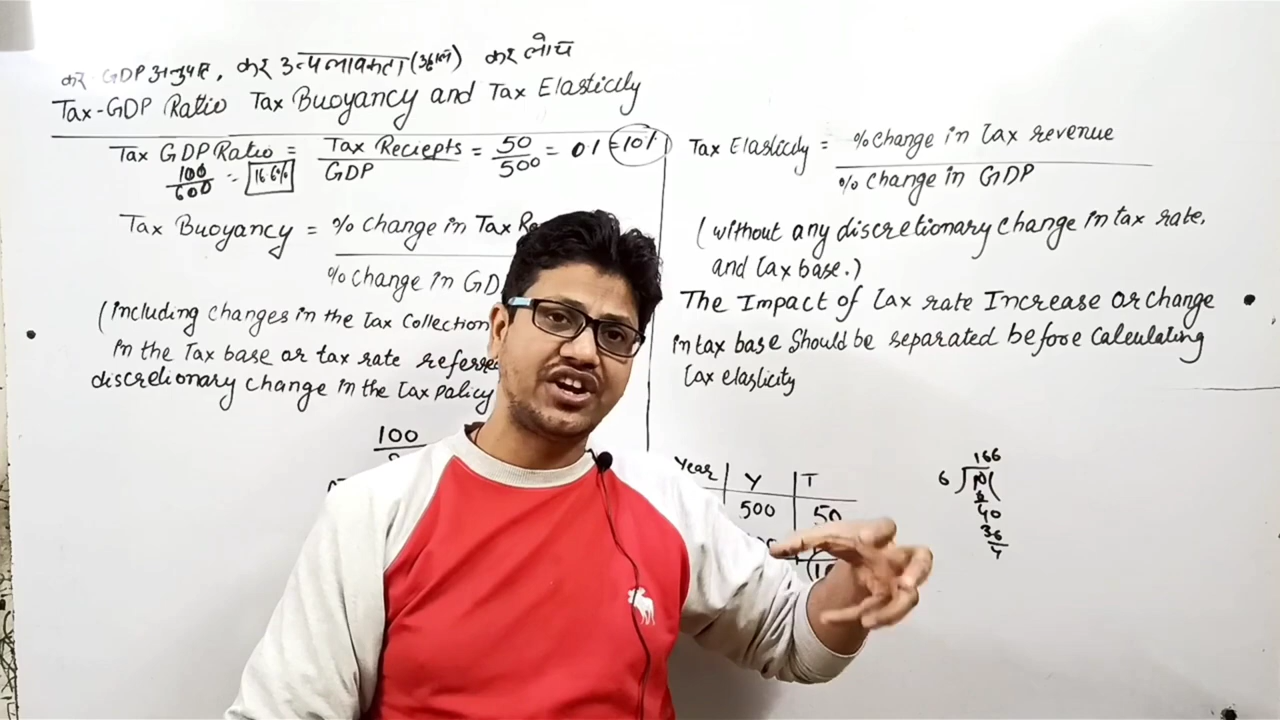 कर GDP अनुपात, कर उत्पलावकता (उछाल) कर लोच
Tax-GDP Ratio Tax Buoyancy and Tax Elasticity
Tax GDP Ratio = Tax Reciepts / GDP = 50 / 500 = 0.1 = 10%
100 / 600 = 16.6%
Tax Buoyancy = % Change in Tax Re
% Change in GD
(Including changes in the Tax Collection
in the Tax base or tax rate referre
discretionary change in the Tax Policy
100
Tax Elasticity = % Change in Tax revenue
% Change in GDP
(without any discretionary change in tax rate,
and tax base.)
The Impact of Tax rate Increase or change
in tax base should be separated before calculating
tax elasticity
Year Y T
500 50
166
6
40
36
4